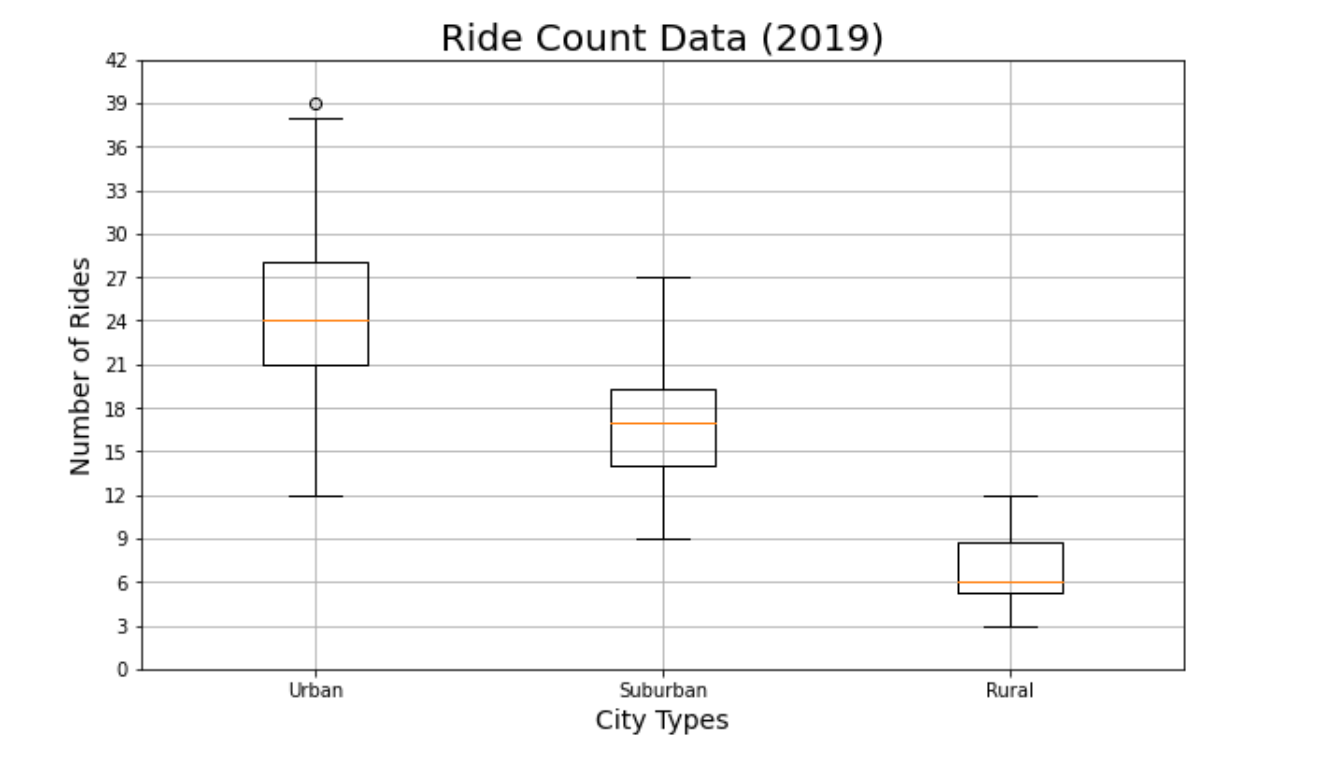 Ride Count Data (2019)
42
39
36
33
30
27
24
21
18
15
12
9
6
3
0
Number of Rides
Urban
Suburban
Rural
City Types